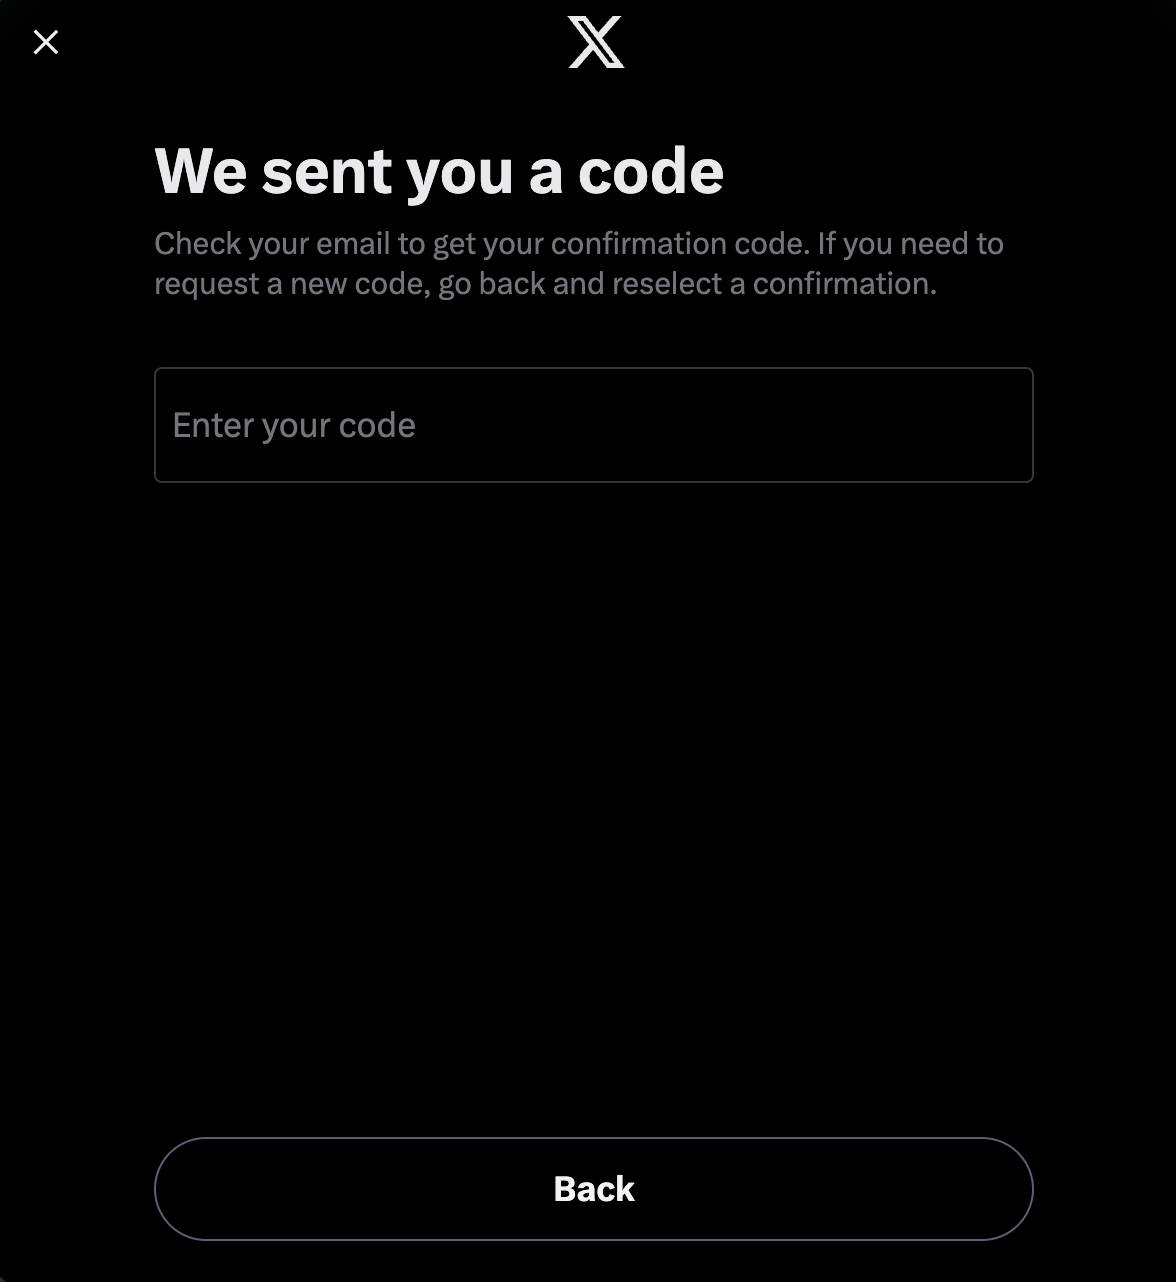 We sent you a code
Check your email to get your confirmation code. If you need to
request a new code, go back and reselect a confirmation.
Enter your code
Back